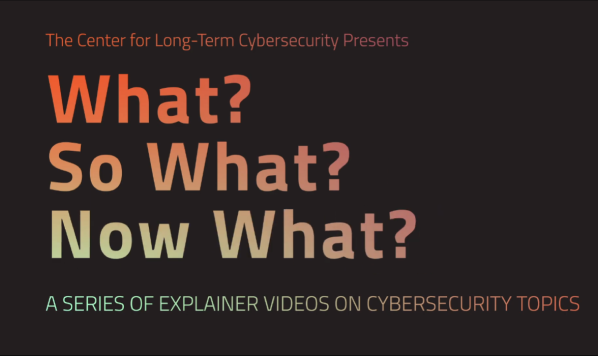 The Center for Long-Term Cybersecurity Presents
What?
So What?
Now What?
A SERIES OF EXPLAINER VIDEOS ON CYBERSECURITY TOPICS